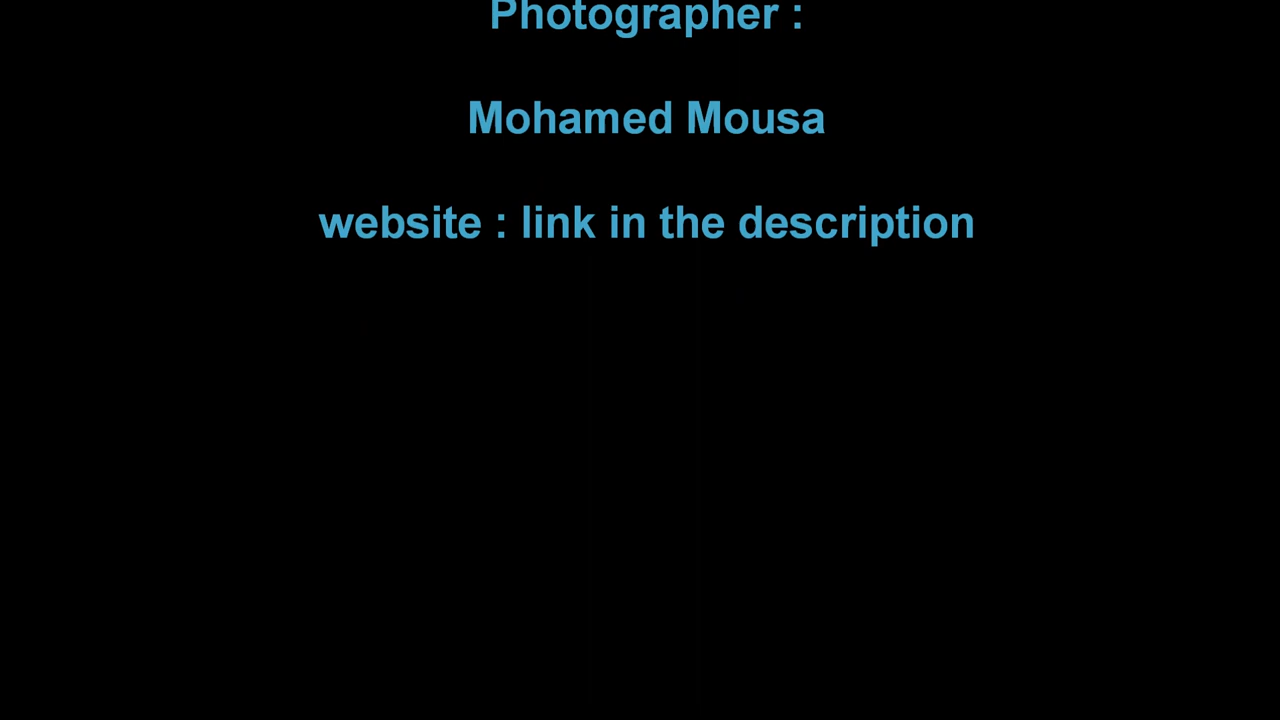 Photographer :
Mohamed Mousa
website : link in the description